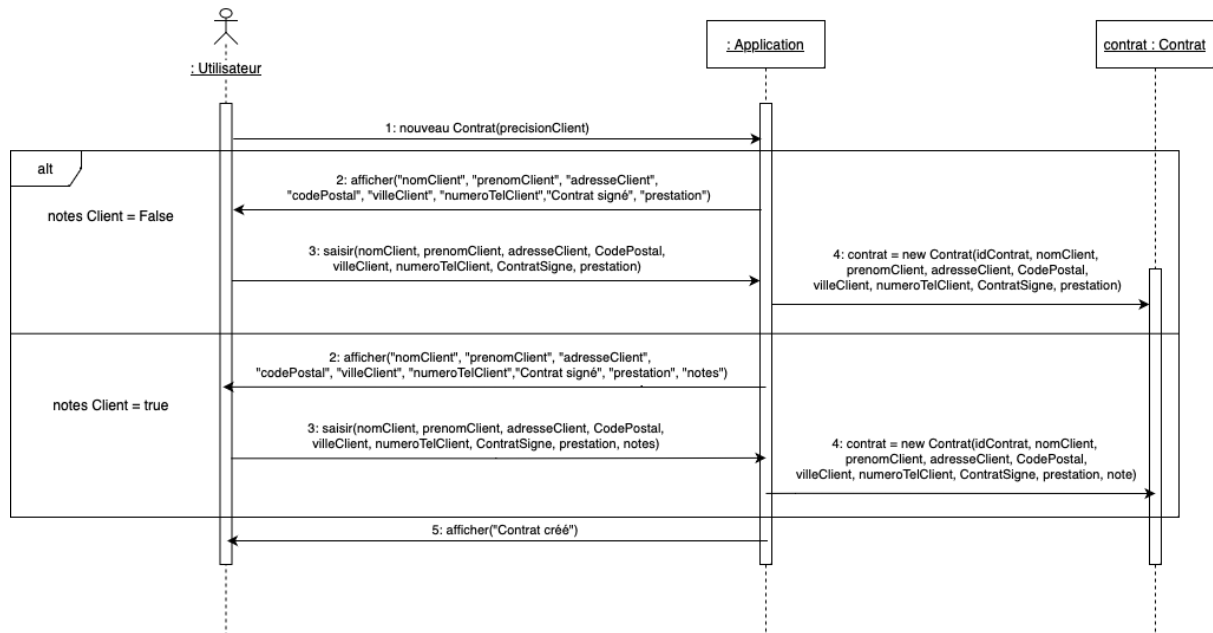 : Utilisateur
: Application
contrat : Contrat
1: nouveau Contrat(precisionClient)
alt
notes Client = False
2: afficher("nomClient", "prenomClient", "adresseClient",
"codePostal", "villeClient", "numeroTelClient","Contrat signé", "prestation")
3: saisir(nomClient, prenomClient, adresseClient, CodePostal,
villeClient, numeroTelClient, ContratSigne, prestation)
4: contrat = new Contrat(idContrat, nomClient,
prenomClient, adresseClient, CodePostal,
villeClient, numeroTelClient, ContratSigne, prestation)
notes Client = true
2: afficher("nomClient", "prenomClient", "adresseClient",
"codePostal", "villeClient", "numeroTelClient","Contrat signé", "prestation", "notes")
3: saisir(nomClient, prenomClient, adresseClient, CodePostal,
villeClient, numeroTelClient, ContratSigne, prestation, notes)
4: contrat = new Contrat(idContrat, nomClient,
prenomClient, adresseClient, CodePostal,
villeClient, numeroTelClient, ContratSigne, prestation, note)
5: afficher("Contrat créé")